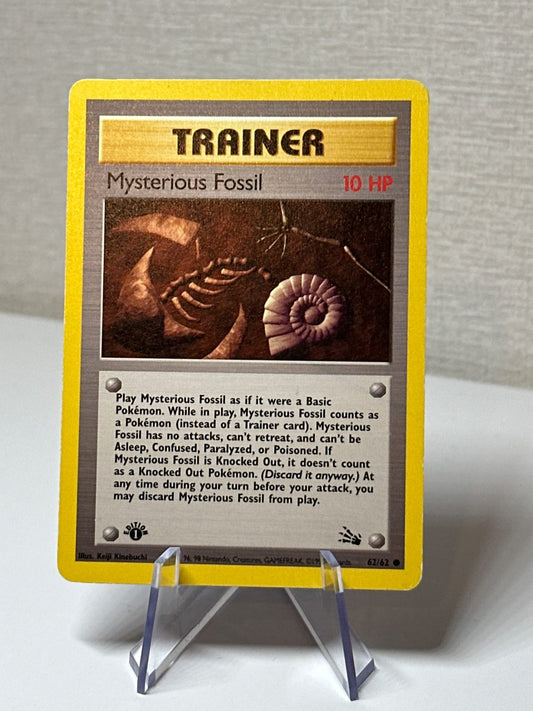 TRAINER
Mysterious Fossil 10 HP
Play Mysterious Fossil as if it were a Basic
Pokémon. While in play, Mysterious Fossil counts as
a Pokémon (instead of a Trainer card). Mysterious
Fossil has no attacks, can't retreat, and can't be
Asleep, Confused, Paralyzed, or Poisoned. If
Mysterious Fossil is Knocked Out, it doesn't count
as a Knocked Out Pokémon. (Discard it anyway.) At
any time during your turn before your attack, you
may discard Mysterious Fossil from play.
EDITION
1
Illus. Keiji Kinebuchi 96, 98 Nintendo, Creatures, GAMEFREAK. 62/62